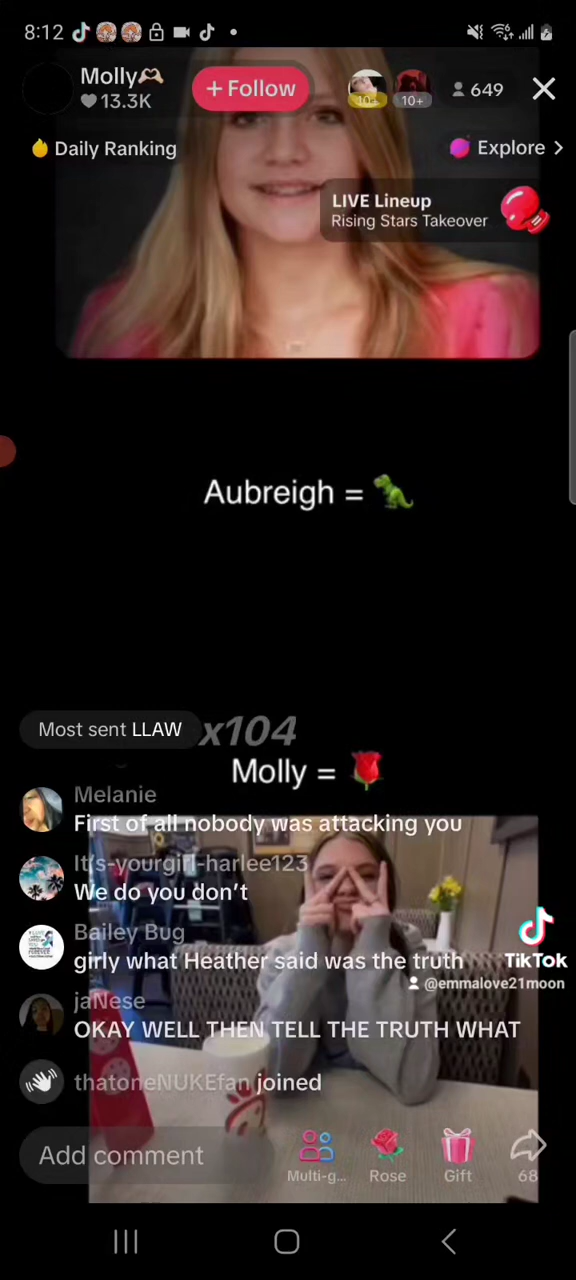 8:12
Molly🫶🏼
13.3K
+ Follow
10+
10+
649
Daily Ranking
Explore >
LIVE Lineup
Rising Stars Takeover
Aubreigh = 🦖
Most sent LLAW x104
Molly = 🌹
Melanie
First of all nobody was attacking you
It's-yourgirl-harlee123
We do you don't
Bailey Bug
girly what Heather said was the truth
TikTok
@emmalove21moon
jaNese
OKAY WELL THEN TELL THE TRUTH WHAT
thatoneNUKEfan joined
Add comment
Multi-g...
Rose
Gift
68